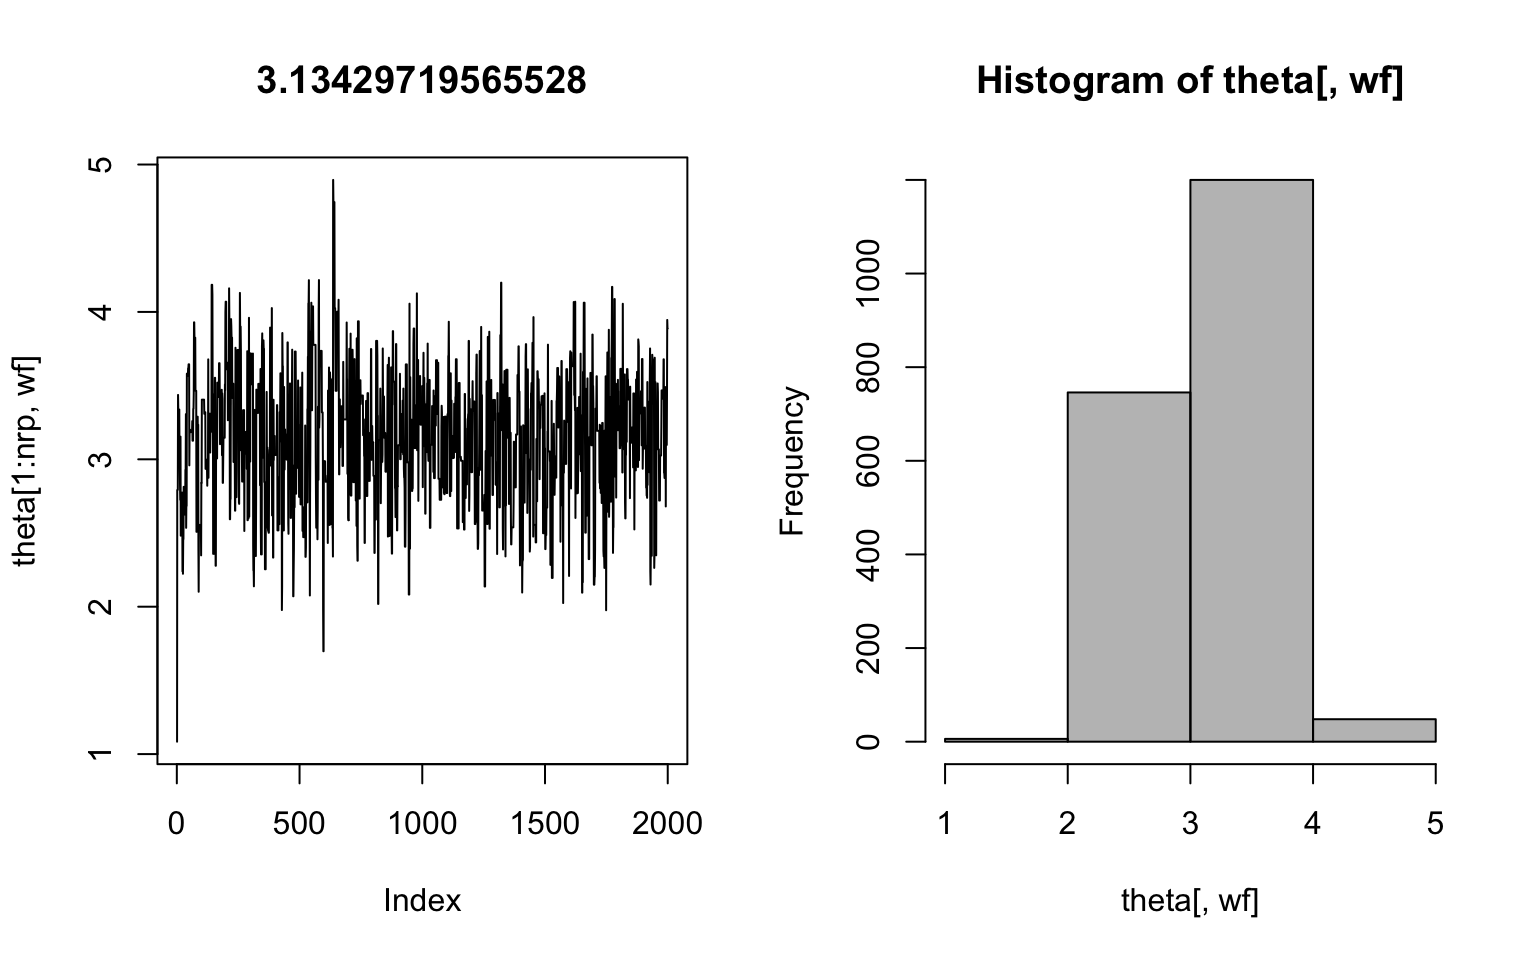 3.13429719565528
theta[1:nrp, wf]
5
4
3
2
1
0 500 1000 1500 2000
Index
Histogram of theta[, wf]
Frequency
1000
800
600
400
200
0
1 2 3 4 5
theta[, wf]